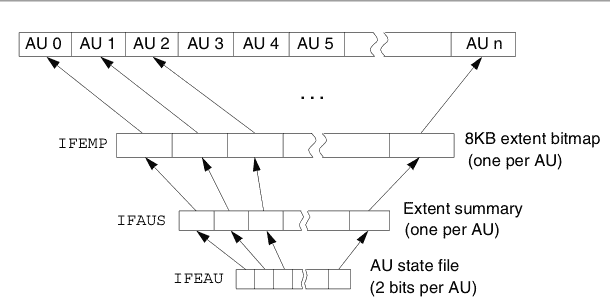 AU 0 AU 1 AU 2 AU 3 AU 4 AU 5 AU n
...
IFEMP 8KB extent bitmap
(one per AU)
IFAUS Extent summary
(one per AU)
IFEAU AU state file
(2 bits per AU)